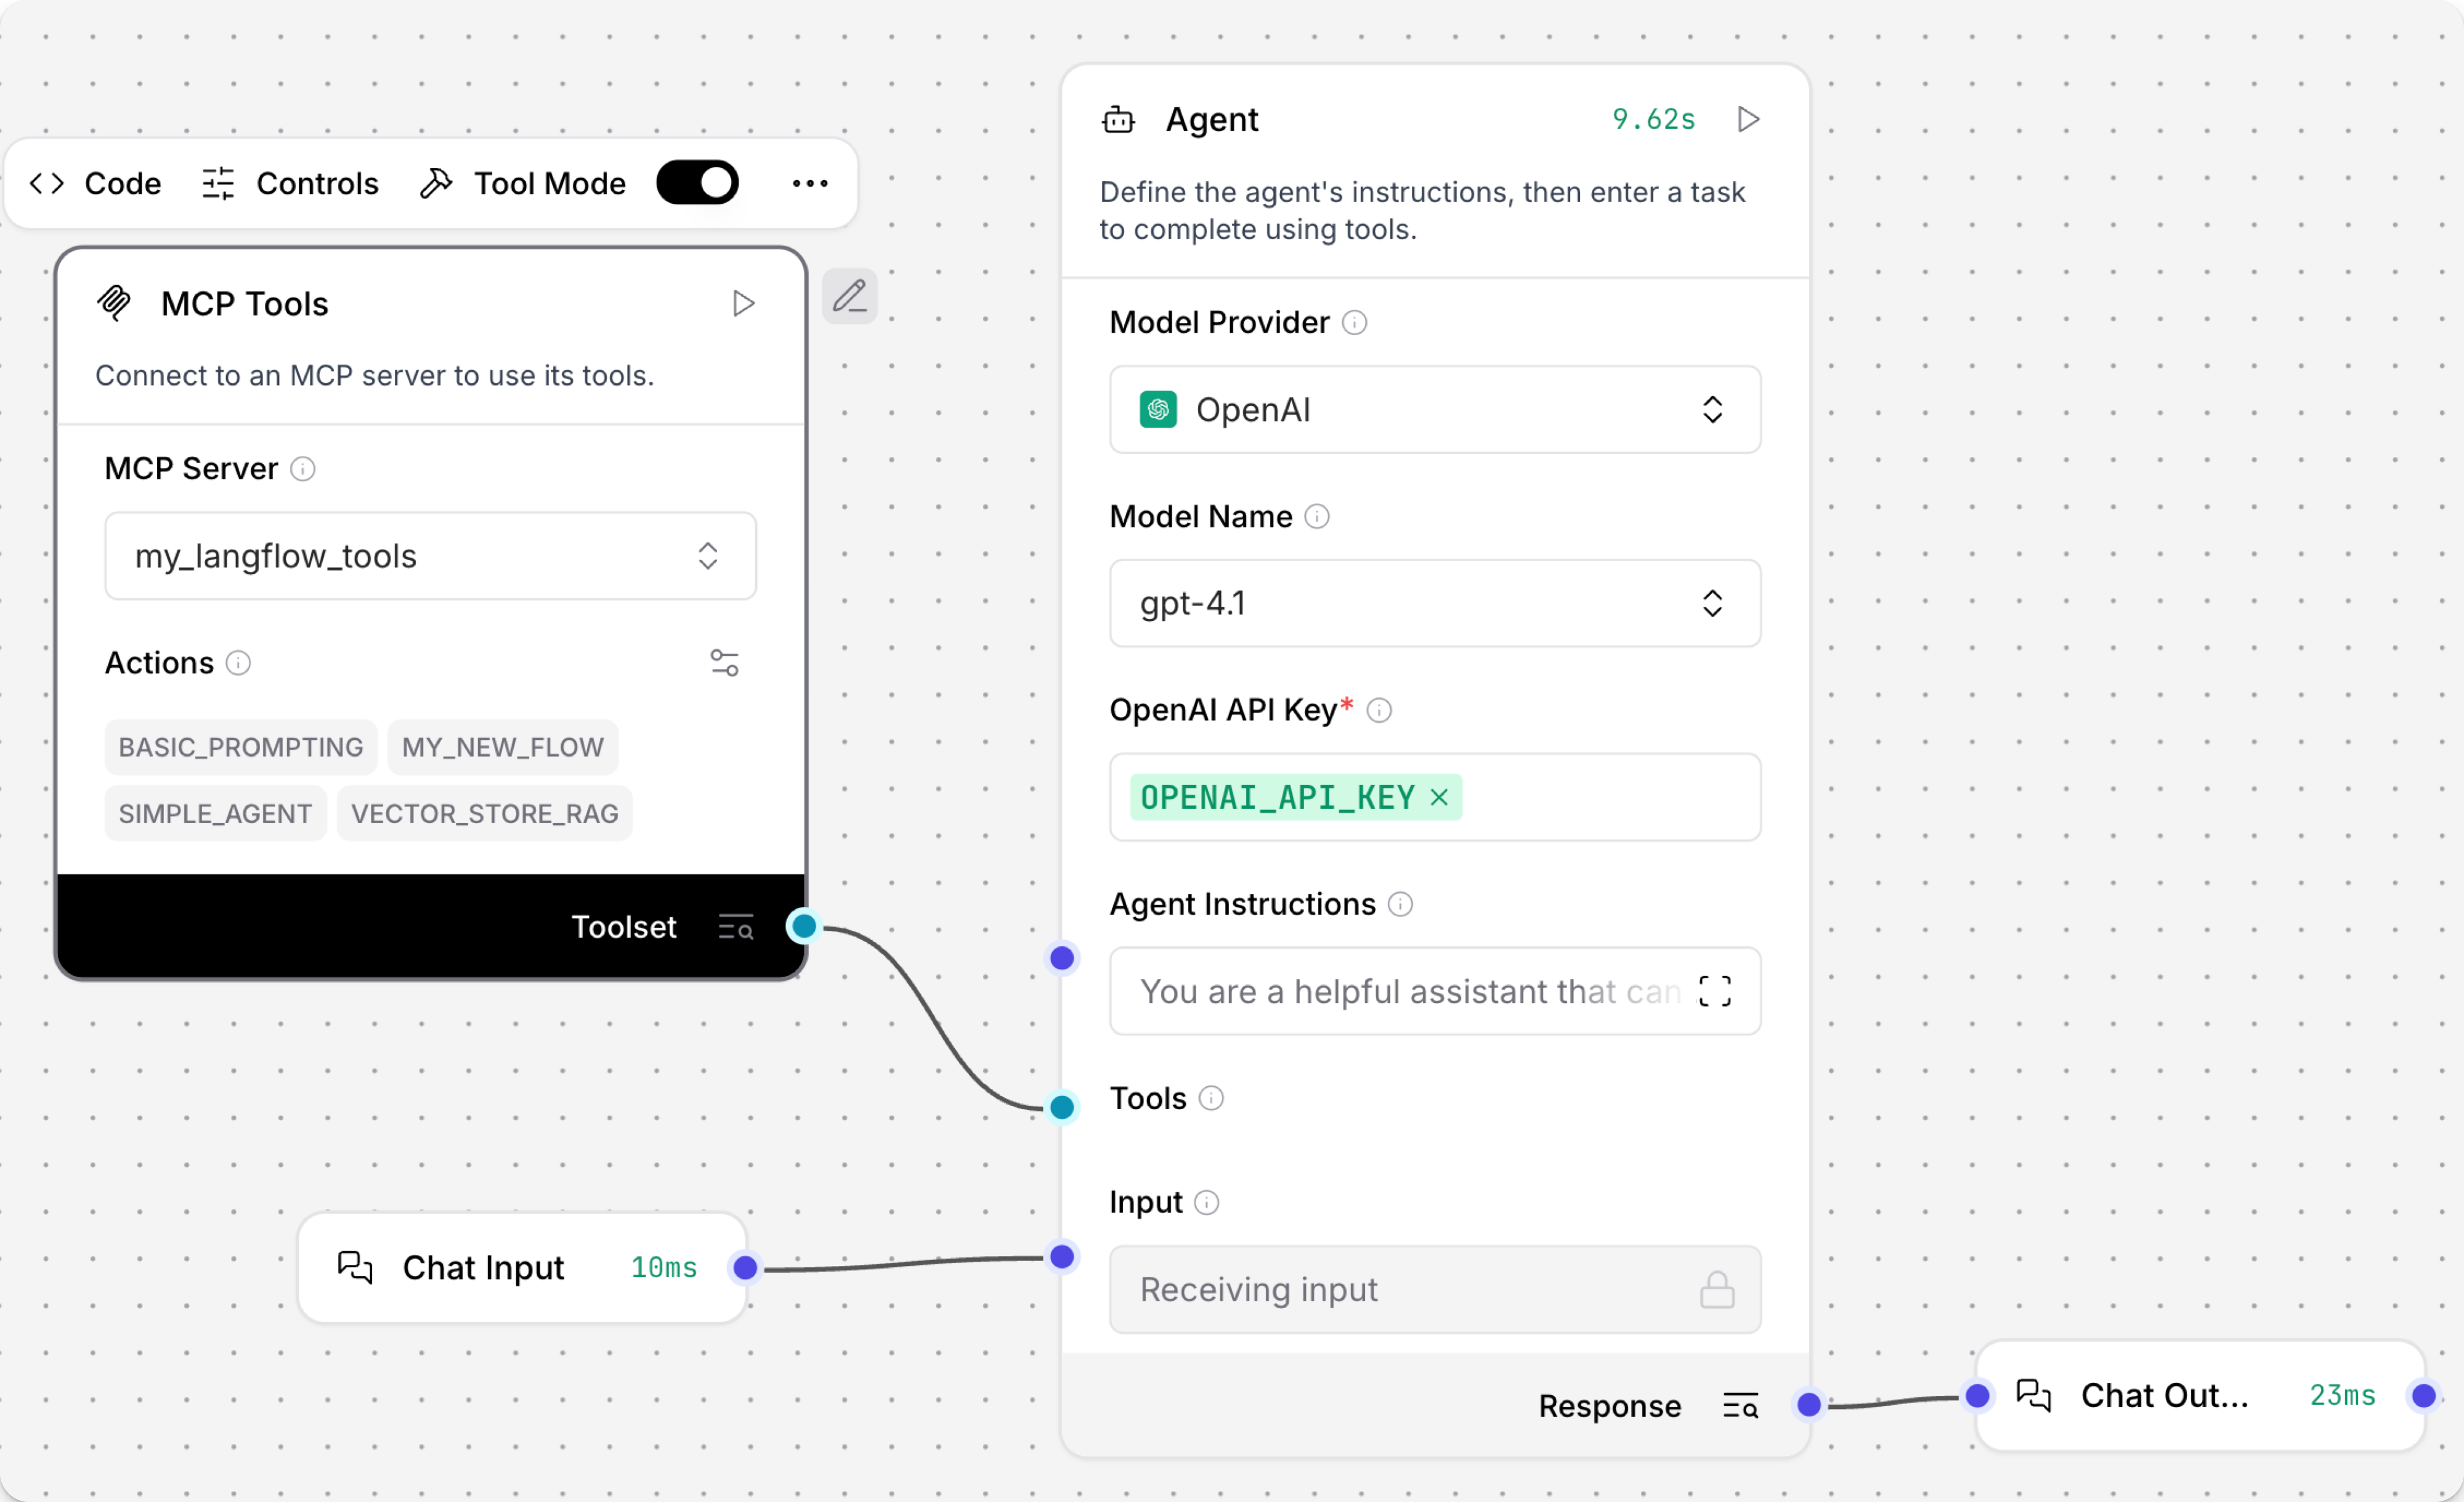 Code Controls Tool Mode
MCP Tools
Connect to an MCP server to use its tools.
MCP Server
my_langflow_tools
Actions
BASIC_PROMPTING MY_NEW_FLOW
SIMPLE_AGENT VECTOR_STORE_RAG
Toolset
Chat Input 10ms
Agent 9.62s
Define the agent's instructions, then enter a task
to complete using tools.
Model Provider
OpenAI
Model Name
gpt-4.1
OpenAI API Key*
OPENAI_API_KEY ×
Agent Instructions
You are a helpful assistant that can
Tools
Input
Receiving input
Response
Chat Out... 23ms